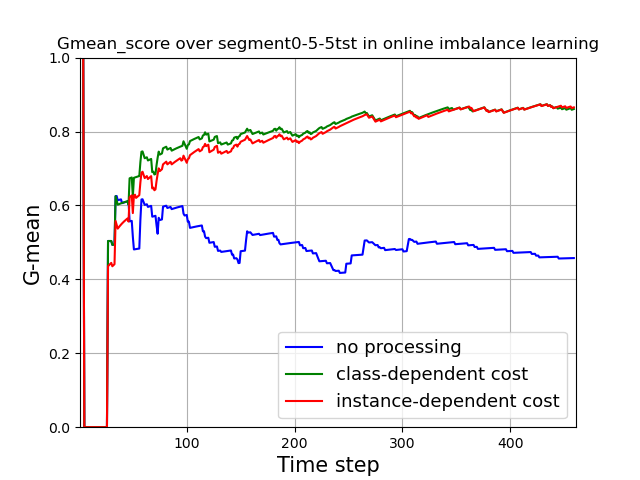 Gmean_score over segment0-5-5tst in online imbalance learning
1.0
0.8
0.6
0.4
0.2
0.0
G-mean
no processing
class-dependent cost
instance-dependent cost
100 200 300 400
Time step